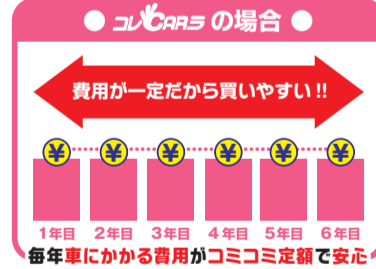 ● コレCARラ の場合 ●
費用が一定だから買いやすい!!
¥ ¥ ¥ ¥ ¥ ¥
1年目 2年目 3年目 4年目 5年目 6年目
毎年車にかかる費用がコミコミ定額で安心